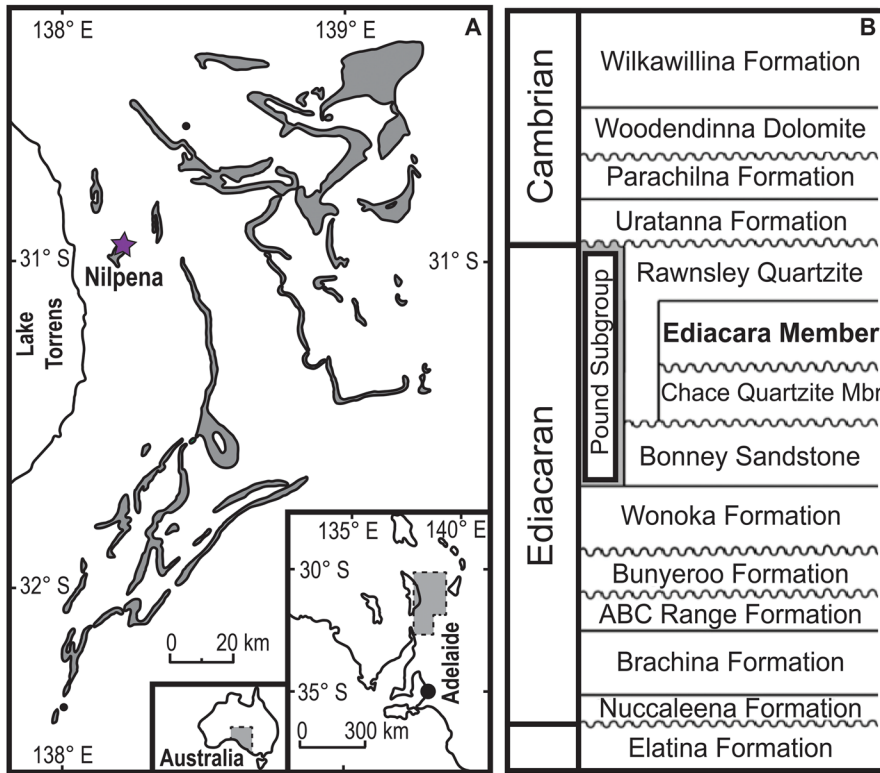 138° E
139° E
A
31° S
31° S
Nilpena
Lake
Torrens
32° S
0
20 km
138° E
Australia
135° E
140° E
30° S
35° S
Adelaide
0
300 km
B
Cambrian
Wilkawillina Formation
Woodendinna Dolomite
Parachilna Formation
Uratanna Formation
Ediacaran
Pound Subgroup
Rawnsley Quartzite
Ediacara Member
Chace Quartzite Mbr
Bonney Sandstone
Wonoka Formation
Bunyeroo Formation
ABC Range Formation
Brachina Formation
Nuccaleena Formation
Elatina Formation